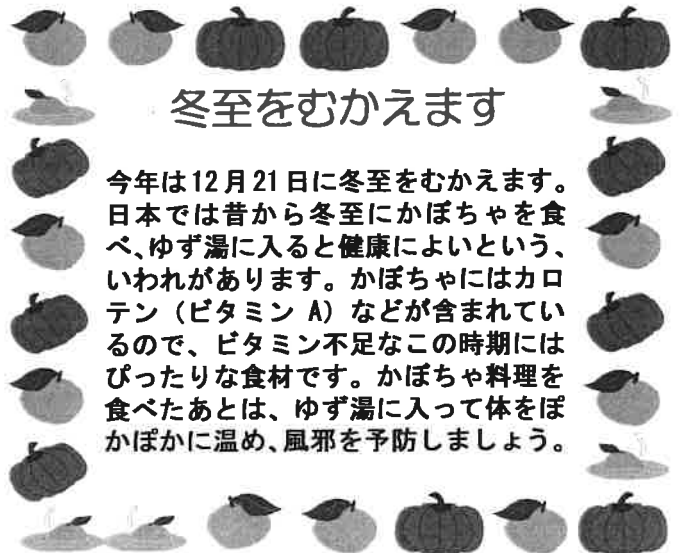 冬至をむかえます
今年は12月21日に冬至をむかえます。
日本では昔から冬至にかぼちゃを食
べ、ゆず湯に入ると健康によいという、
いわれがあります。かぼちゃにはカロ
テン（ビタミン A）などが含まれてい
るので、ビタミン不足なこの時期には
ぴったりな食材です。かぼちゃ料理を
食べたあとは、ゆず湯に入って体をぽ
かぽかに温め、風邪を予防しましょう。